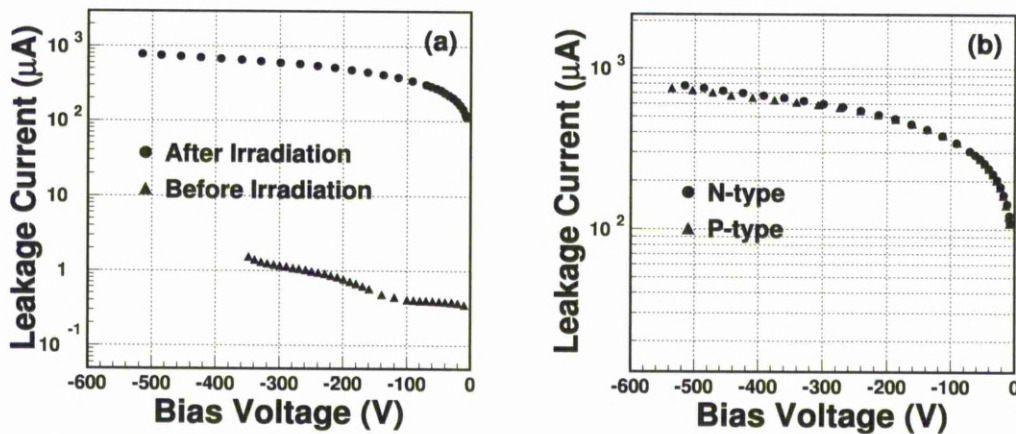 (a)
Leakage Current (μA)
10³
10²
10
1
10⁻¹
● After Irradiation
▲ Before Irradiation
-600 -500 -400 -300 -200 -100 0
Bias Voltage (V)
(b)
Leakage Current (μA)
10³
10²
● N-type
▲ P-type
-600 -500 -400 -300 -200 -100 0
Bias Voltage (V)